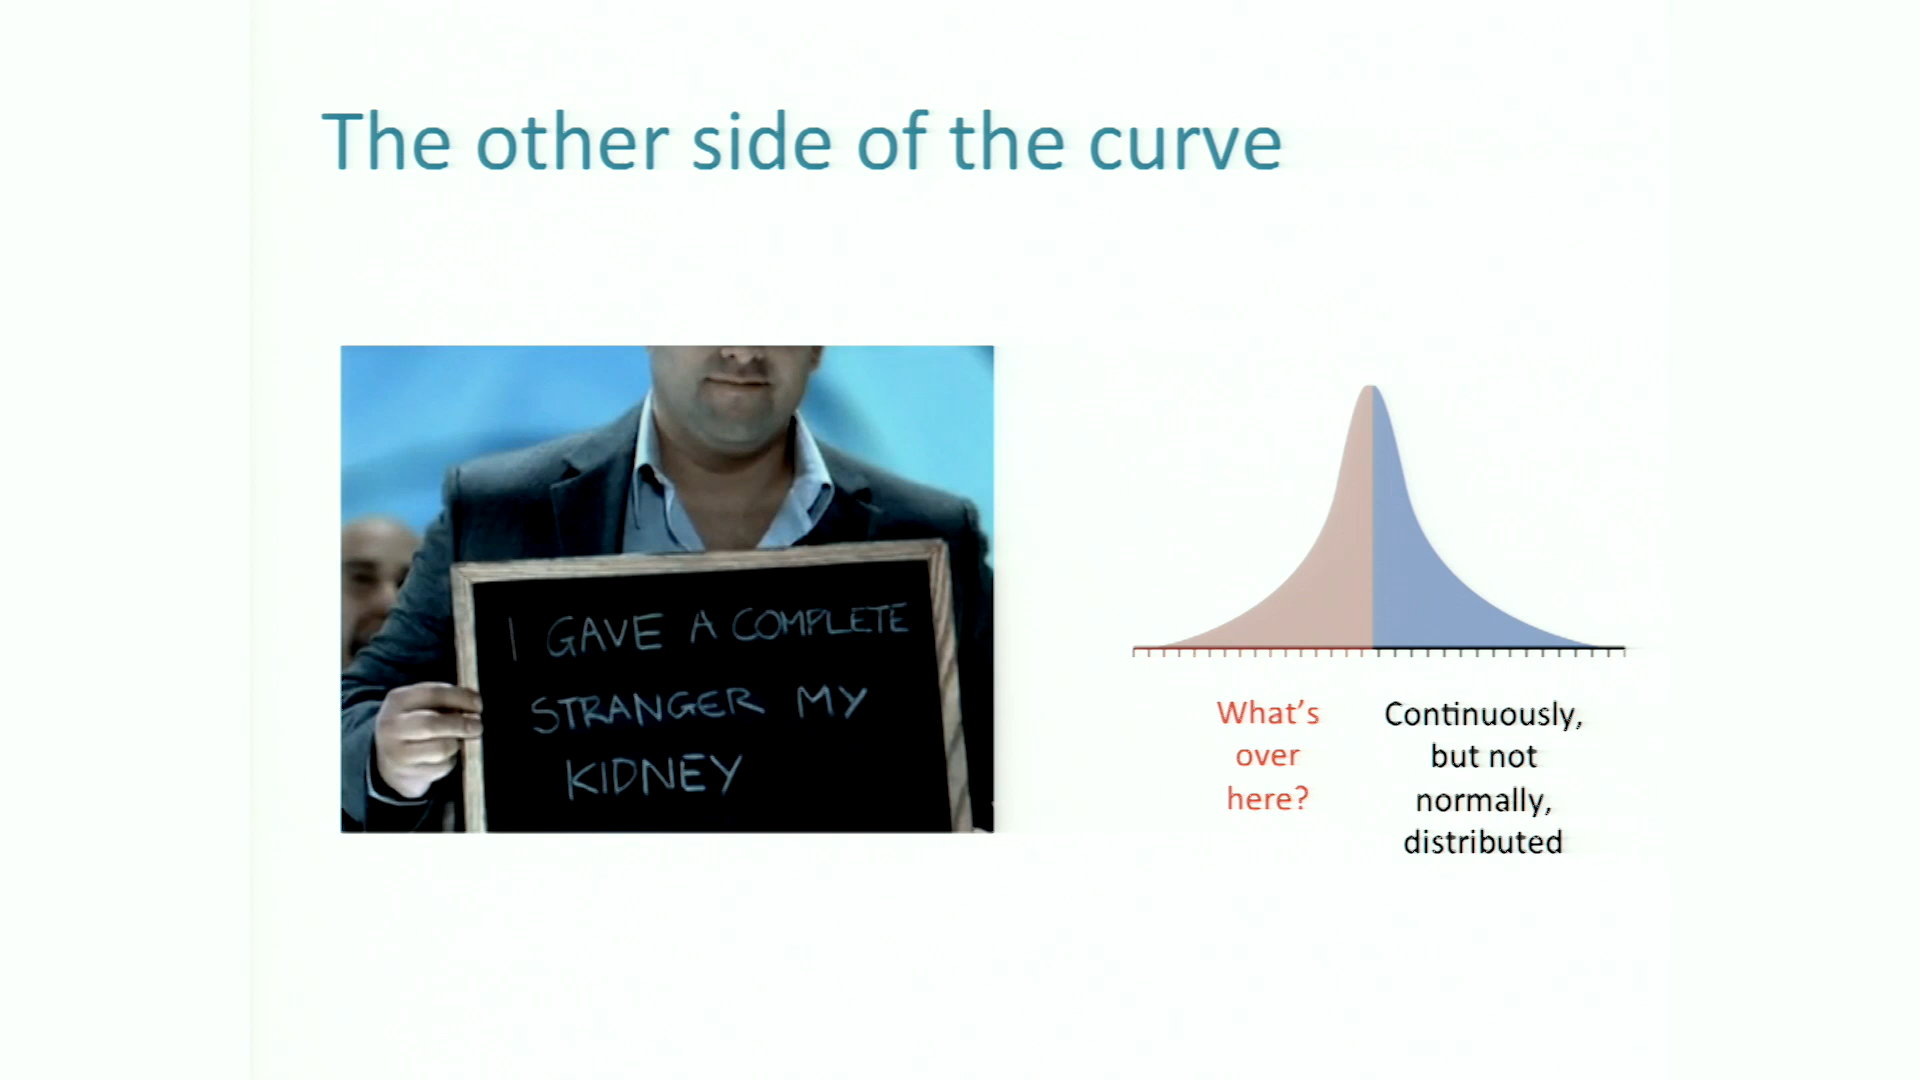 The other side of the curve
I GAVE A COMPLETE
STRANGER MY
KIDNEY
What's
over
here?
Continuously,
but not
normally,
distributed